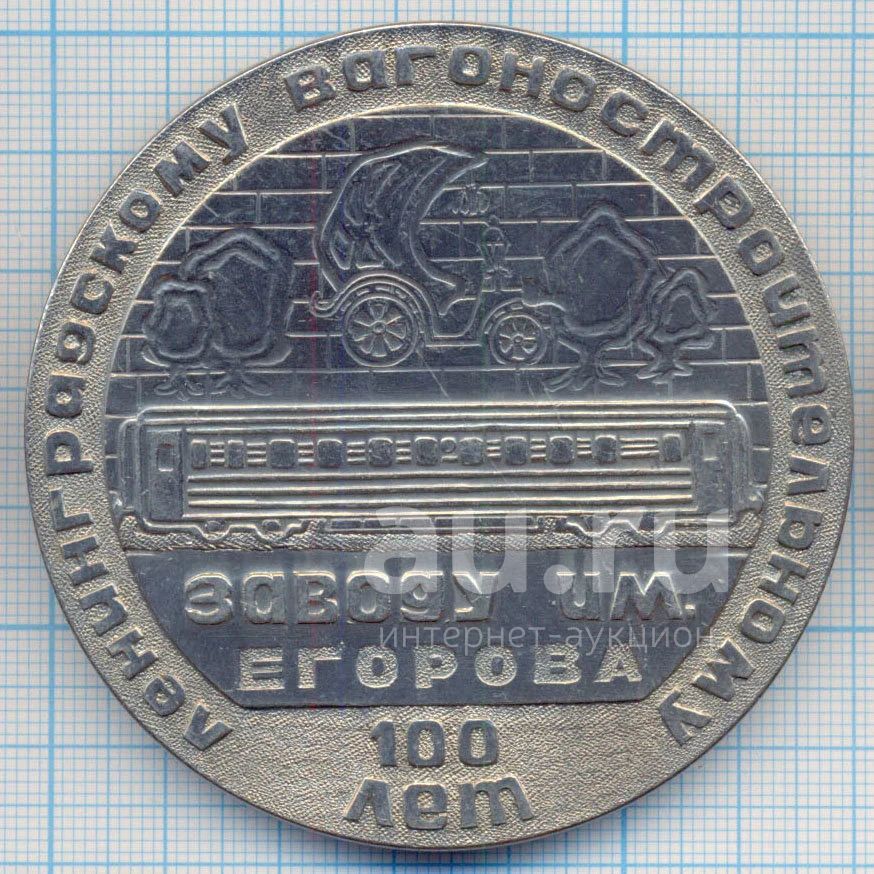 ленинградскому вагоностроительному
заводу им.
ЕГОРОВА
100
лет
au.ru
интернет-аукцион